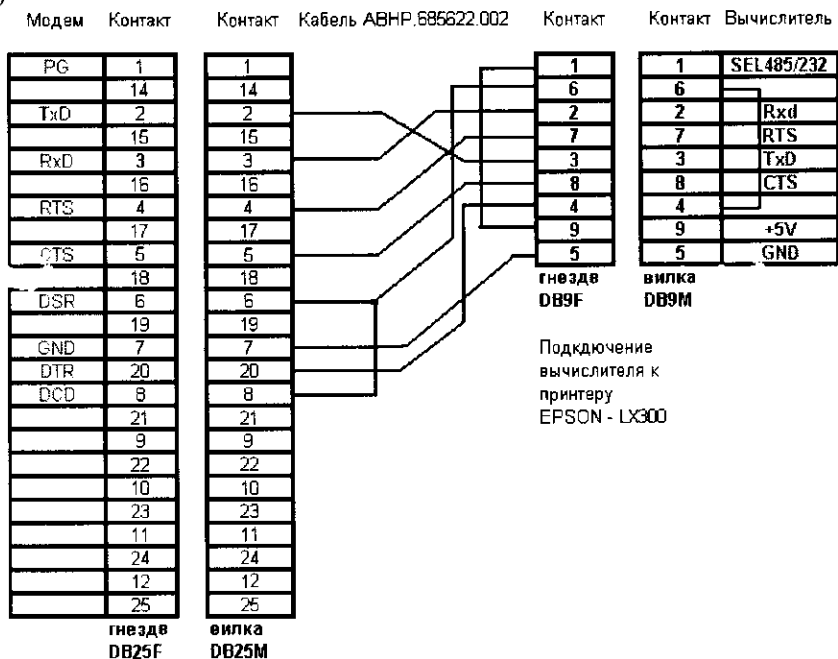 )
Модем Контакт Контакт Кабель АВНР.685622.002 Контакт Контакт Вычислитель
PG 1 1 1 1 SEL485/232
14 14 6 6
TxD 2 2 2 2 Rxd
15 15 7 7 RTS
RxD 3 3 3 3 TxD
16 16 8 8 CTS
RTS 4 4 4 4
17 17 9 9 +5V
CTS 5 5 5 5 GND
18 18 гнездо вилка
DSR 6 6 DB9F DB9M
19 19
GND 7 7 Подкдючение
DTR 20 20 вычислителя к
DCD 8 8 принтеру
21 21 EPSON - LX300
9 9
22 22
10 10
23 23
11 11
24 24
12 12
25 25
гнездо вилка
DB25F DB25M